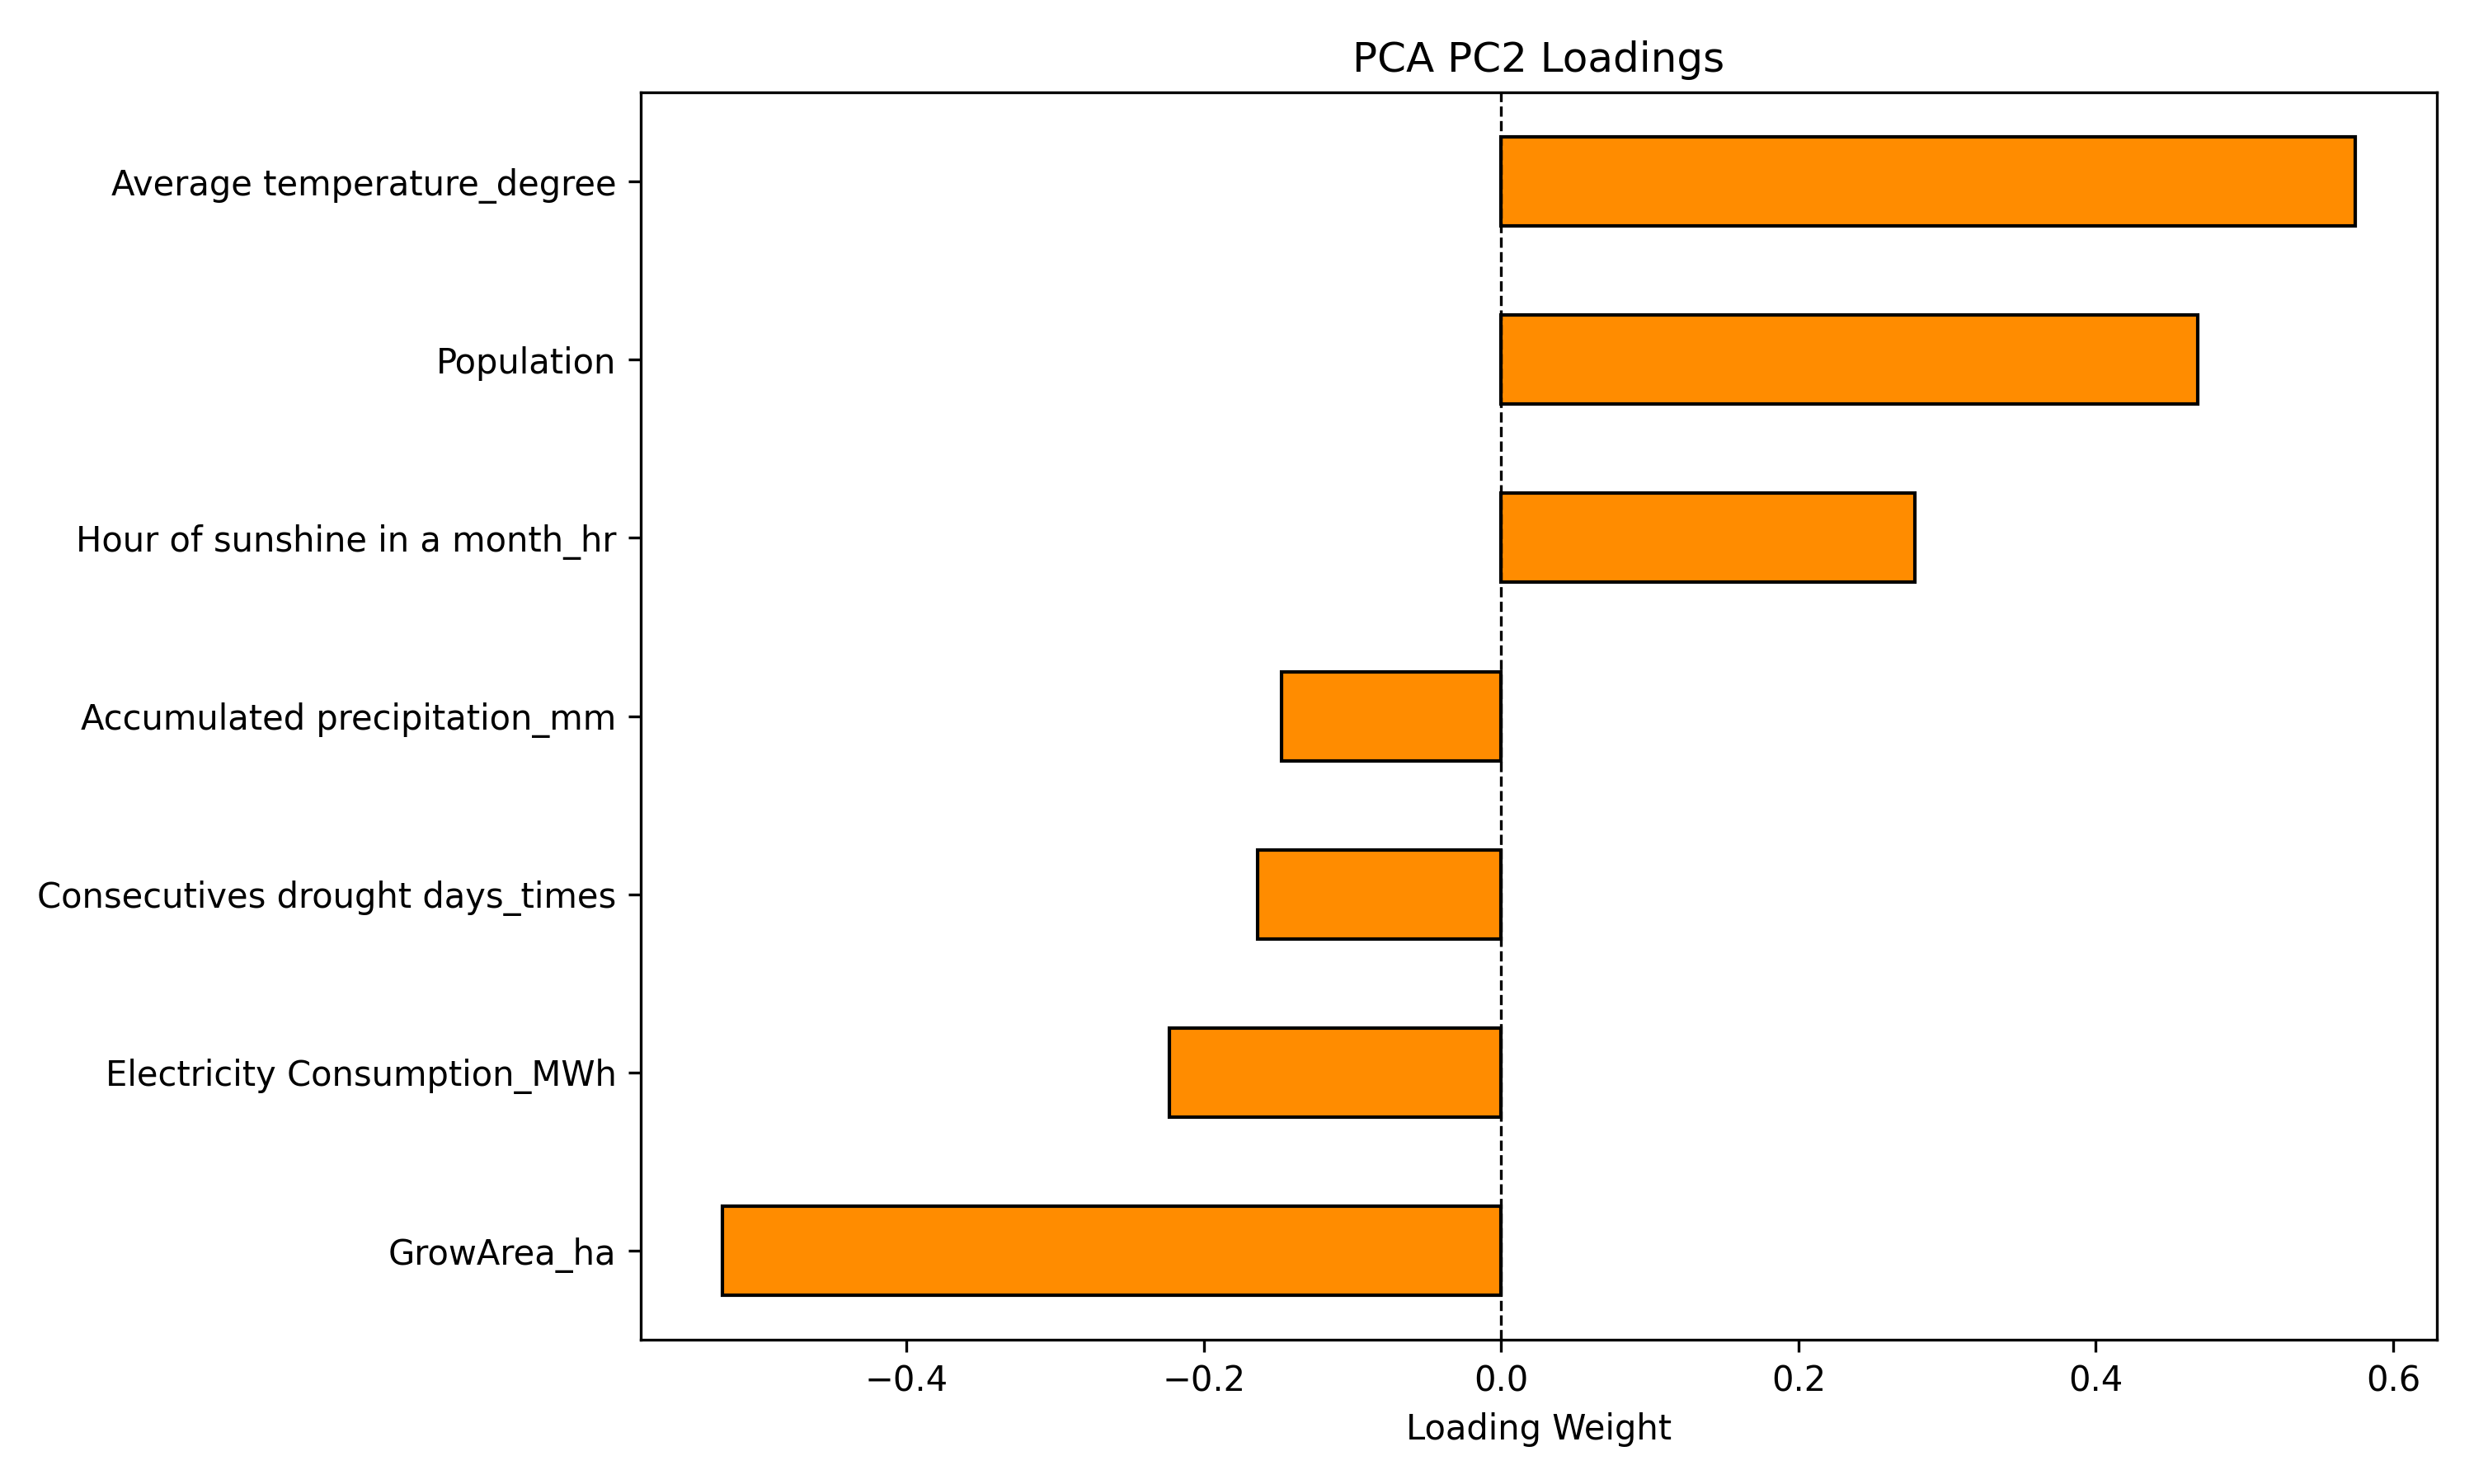 PCA PC2 Loadings
Average temperature_degree
Population
Hour of sunshine in a month_hr
Accumulated precipitation_mm
Consecutives drought days_times
Electricity Consumption_MWh
GrowArea_ha
−0.4 −0.2 0.0 0.2 0.4 0.6
Loading Weight